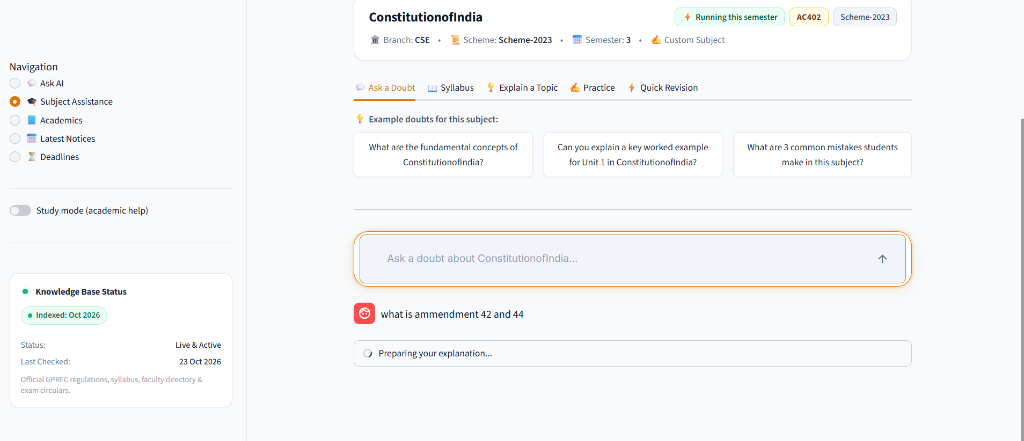 Navigation
Ask AI
Subject Assistance
Academics
Latest Notices
Deadlines
Study mode (academic help)
Knowledge Base Status
Indexed: Oct 2026
Status: Live & Active
Last Checked: 23 Oct 2026
Official GPREC regulations, syllabus, faculty directory &
exam circulars.
ConstitutionofIndia
Running this semester
AC402
Scheme-2023
Branch: CSE • Scheme: Scheme-2023 • Semester: 3 • Custom Subject
Ask a Doubt
Syllabus
Explain a Topic
Practice
Quick Revision
Example doubts for this subject:
What are the fundamental concepts of
ConstitutionofIndia?
Can you explain a key worked example
for Unit 1 in ConstitutionofIndia?
What are 3 common mistakes students
make in this subject?
Ask a doubt about ConstitutionofIndia...
what is ammendment 42 and 44
Preparing your explanation...